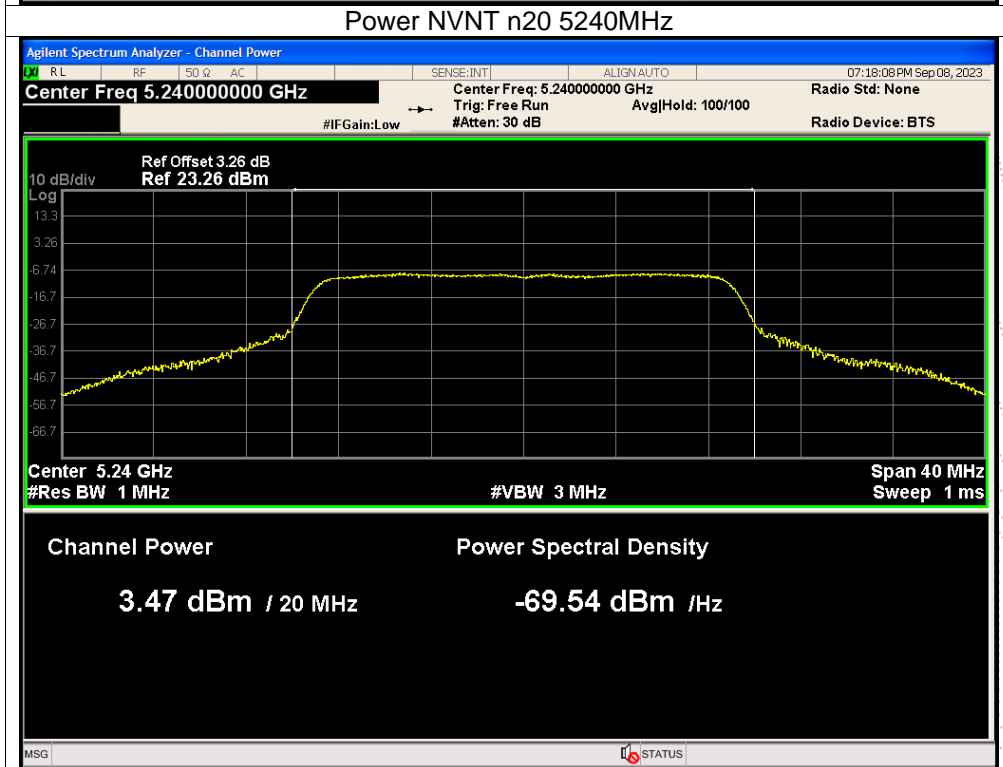 Power NVNT n20 5240MHz
Agilent Spectrum Analyzer - Channel Power
LXI RL RF 50 Ω AC SENSE:INT ALIGN AUTO 07:18:08 PM Sep 08, 2023
Center Freq 5.240000000 GHz Center Freq: 5.240000000 GHz Radio Std: None
Trig: Free Run Avg|Hold: 100/100
#IFGain:Low #Atten: 30 dB Radio Device: BTS
Ref Offset 3.26 dB
10 dB/div Ref 23.26 dBm
Log
13.3
3.26
-6.74
-16.7
-26.7
-36.7
-46.7
-56.7
-66.7
Center 5.24 GHz Span 40 MHz
#Res BW 1 MHz #VBW 3 MHz Sweep 1 ms
Channel Power Power Spectral Density
3.47 dBm / 20 MHz -69.54 dBm /Hz
MSG STATUS